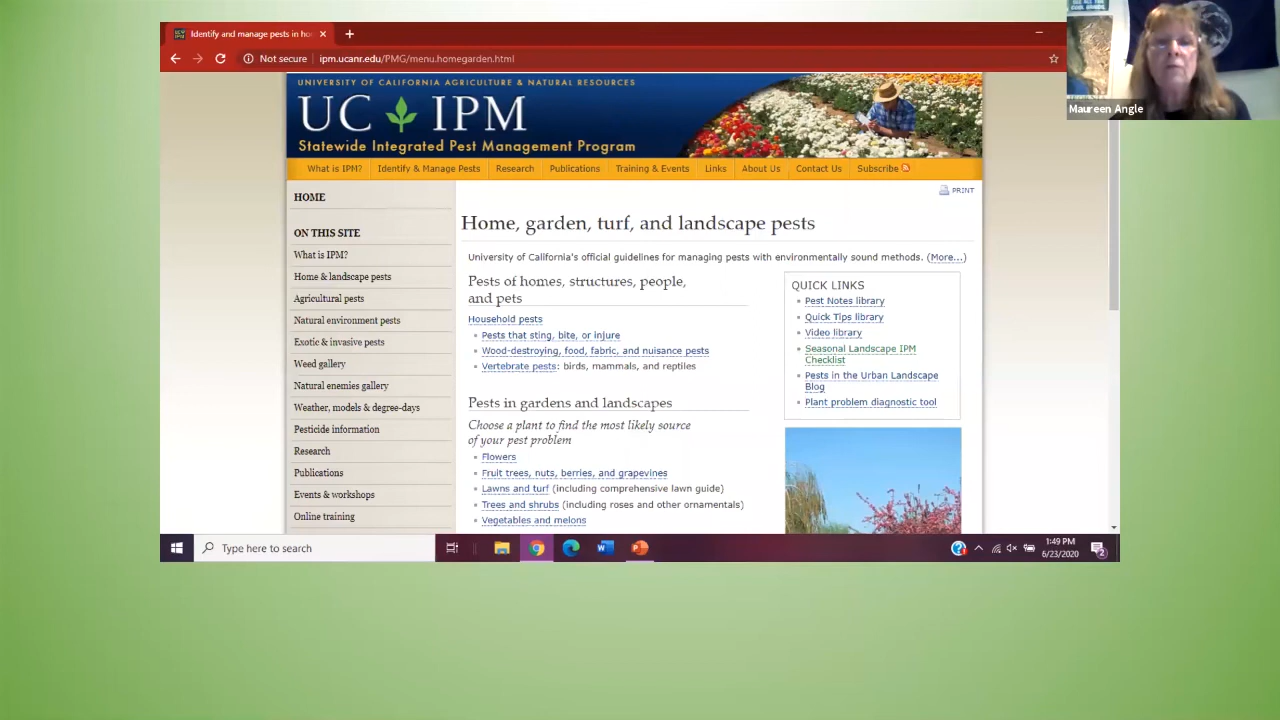 Identify and manage pests in ho
Not secure
ipm.ucanr.edu/PMG/menu.homegarden.html
Maureen Angle
UNIVERSITY OF CALIFORNIA AGRICULTURE & NATURAL RESOURCES
UC IPM
Statewide Integrated Pest Management Program
What is IPM? Identify & Manage Pests Research Publications Training & Events Links About Us Contact Us Subscribe
HOME
ON THIS SITE
What is IPM?
Home & landscape pests
Agricultural pests
Natural environment pests
Exotic & invasive pests
Weed gallery
Natural enemies gallery
Weather, models & degree-days
Pesticide information
Research
Publications
Events & workshops
Online training
PRINT
Home, garden, turf, and landscape pests
University of California's official guidelines for managing pests with environmentally sound methods. (More...)
Pests of homes, structures, people,
and pets
Household pests
Pests that sting, bite, or injure
Wood-destroying, food, fabric, and nuisance pests
Vertebrate pests: birds, mammals, and reptiles
Pests in gardens and landscapes
Choose a plant to find the most likely source
of your pest problem
Flowers
Fruit trees, nuts, berries, and grapevines
Lawns and turf (including comprehensive lawn guide)
Trees and shrubs (including roses and other ornamentals)
Vegetables and melons
QUICK LINKS
Pest Notes library
Quick Tips library
Video library
Seasonal Landscape IPM
Checklist
Pests in the Urban Landscape
Blog
Plant problem diagnostic tool
Type here to search
1:49 PM
6/23/2020
2